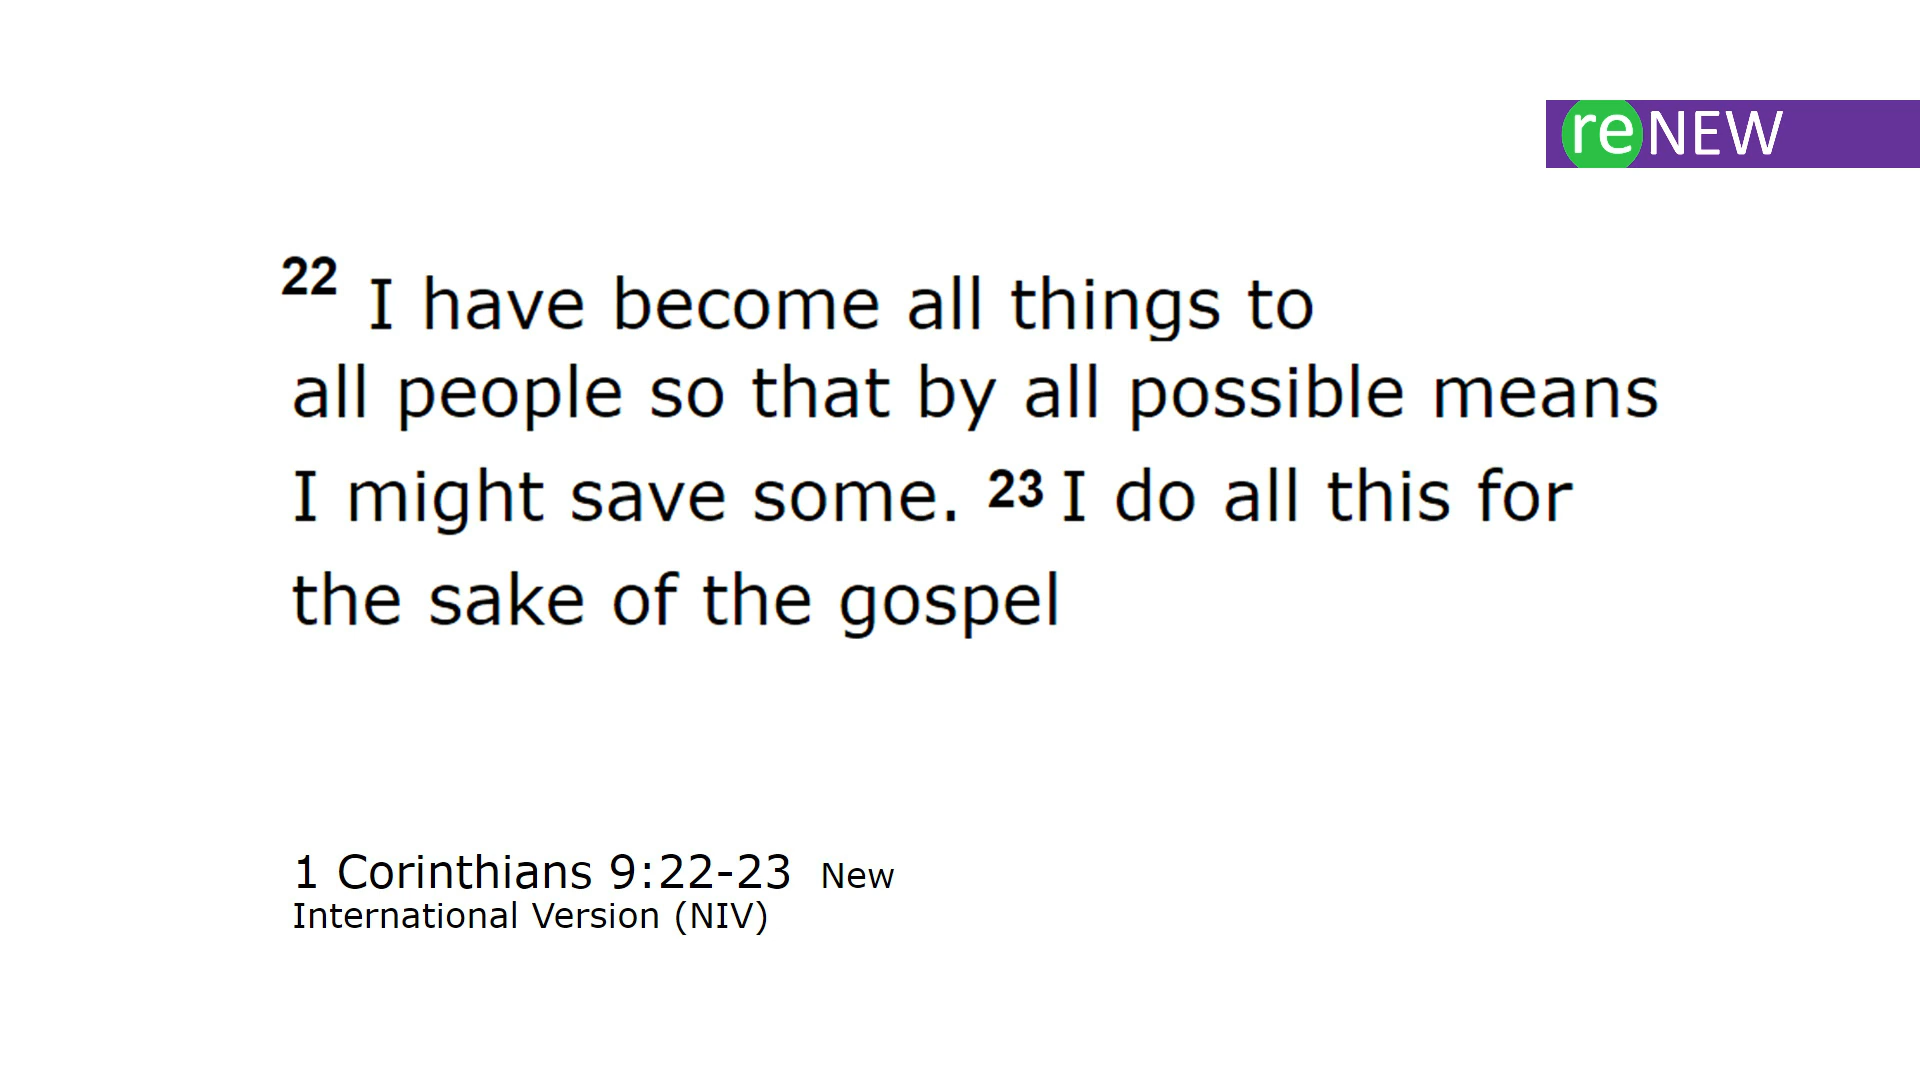 reNEW
22 I have become all things to
all people so that by all possible means
I might save some. 23 I do all this for
the sake of the gospel
1 Corinthians 9:22-23 New
International Version (NIV)